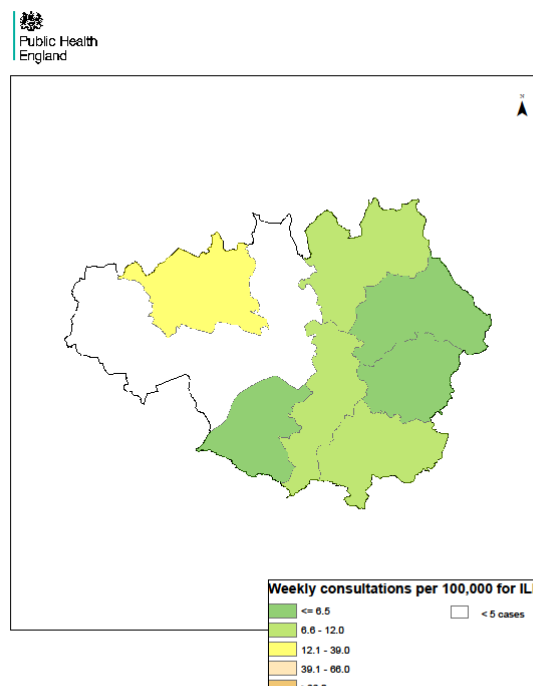 Public Health
England
N
Weekly consultations per 100,000 for IL
<= 6.5
< 5 cases
6.6 - 12.0
12.1 - 39.0
39.1 - 66.0